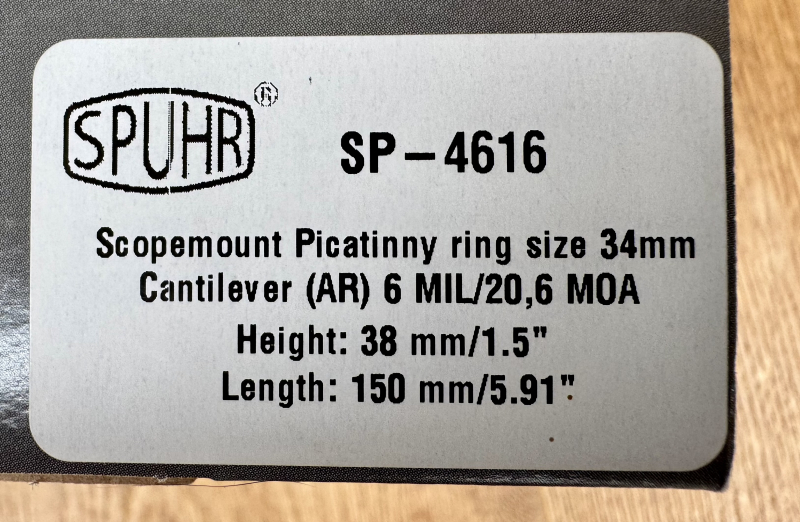 SPUHR®
SP-4616
Scopemount Picatinny ring size 34mm
Cantilever (AR) 6 MIL/20,6 MOA
Height: 38 mm/1.5"
Length: 150 mm/5.91"